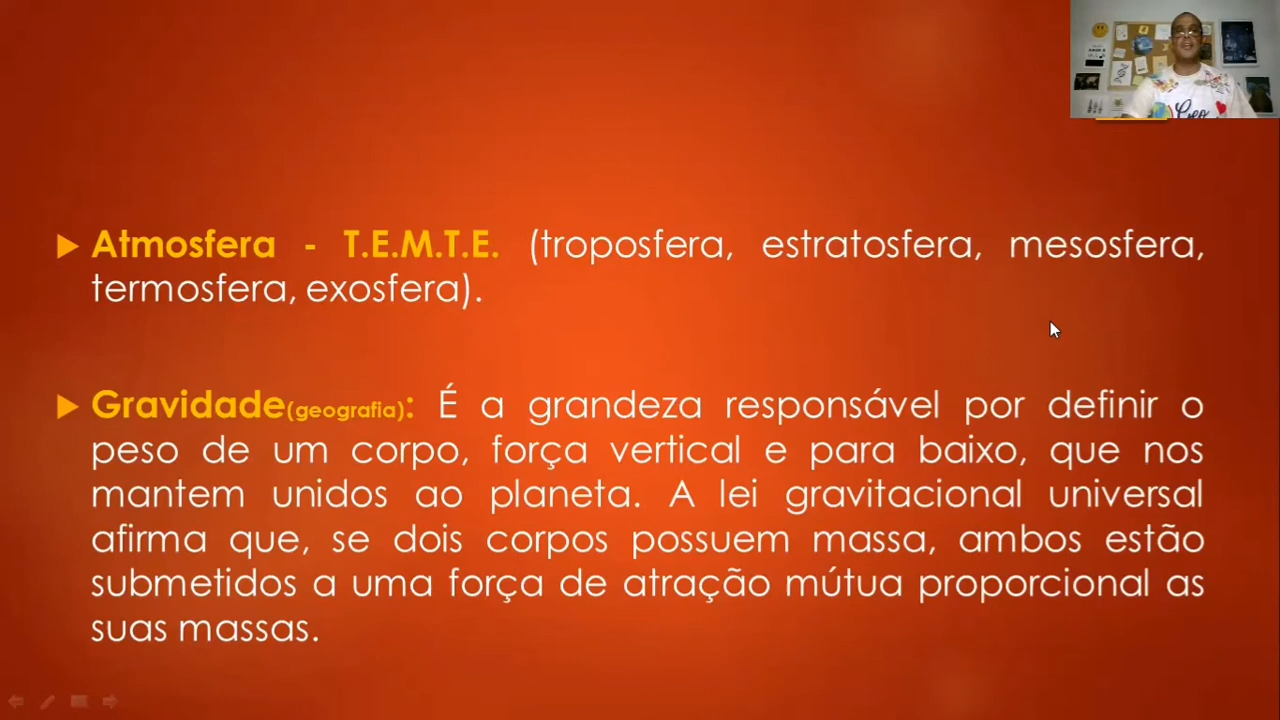 Geo
Atmosfera - T.E.M.T.E. (troposfera, estratosfera, mesosfera,
termosfera, exosfera).
Gravidade(geografia): É a grandeza responsável por definir o
peso de um corpo, força vertical e para baixo, que nos
mantem unidos ao planeta. A lei gravitacional universal
afirma que, se dois corpos possuem massa, ambos estão
submetidos a uma força de atração mútua proporcional as
suas massas.